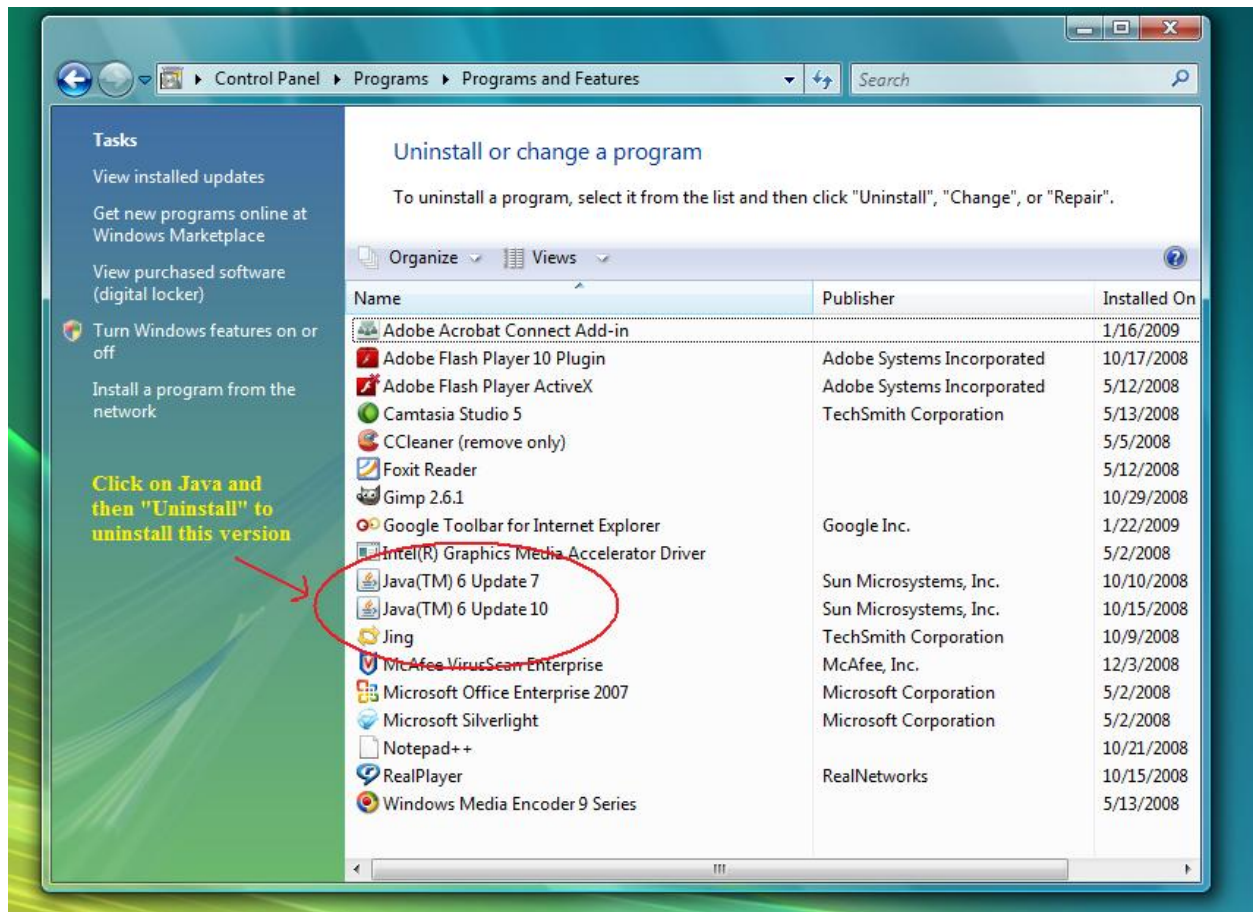 Control Panel ▸ Programs ▸ Programs and Features
Search
Tasks
View installed updates
Get new programs online at
Windows Marketplace
View purchased software
(digital locker)
Turn Windows features on or
off
Install a program from the
network
Click on Java and
then "Uninstall" to
uninstall this version
Uninstall or change a program
To uninstall a program, select it from the list and then click "Uninstall", "Change", or "Repair".
Organize Views
Name Publisher Installed On
Adobe Acrobat Connect Add-in 1/16/2009
Adobe Flash Player 10 Plugin Adobe Systems Incorporated 10/17/2008
Adobe Flash Player ActiveX Adobe Systems Incorporated 5/12/2008
Camtasia Studio 5 TechSmith Corporation 5/13/2008
CCleaner (remove only) 5/5/2008
Foxit Reader 5/12/2008
Gimp 2.6.1 10/29/2008
Google Toolbar for Internet Explorer Google Inc. 1/22/2009
Intel(R) Graphics Media Accelerator Driver 5/2/2008
Java(TM) 6 Update 7 Sun Microsystems, Inc. 10/10/2008
Java(TM) 6 Update 10 Sun Microsystems, Inc. 10/15/2008
Jing TechSmith Corporation 10/9/2008
McAfee VirusScan Enterprise McAfee, Inc. 12/3/2008
Microsoft Office Enterprise 2007 Microsoft Corporation 5/2/2008
Microsoft Silverlight Microsoft Corporation 5/2/2008
Notepad++ 10/21/2008
RealPlayer RealNetworks 10/15/2008
Windows Media Encoder 9 Series 5/13/2008